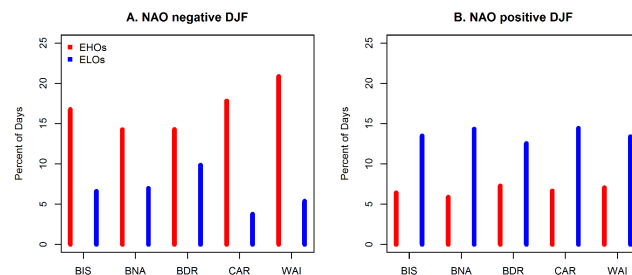 A. NAO negative DJF
EHOs
ELOs
Percent of Days
0
5
10
15
20
25
BIS
BNA
BDR
CAR
WAI
B. NAO positive DJF
Percent of Days
0
5
10
15
20
25
BIS
BNA
BDR
CAR
WAI